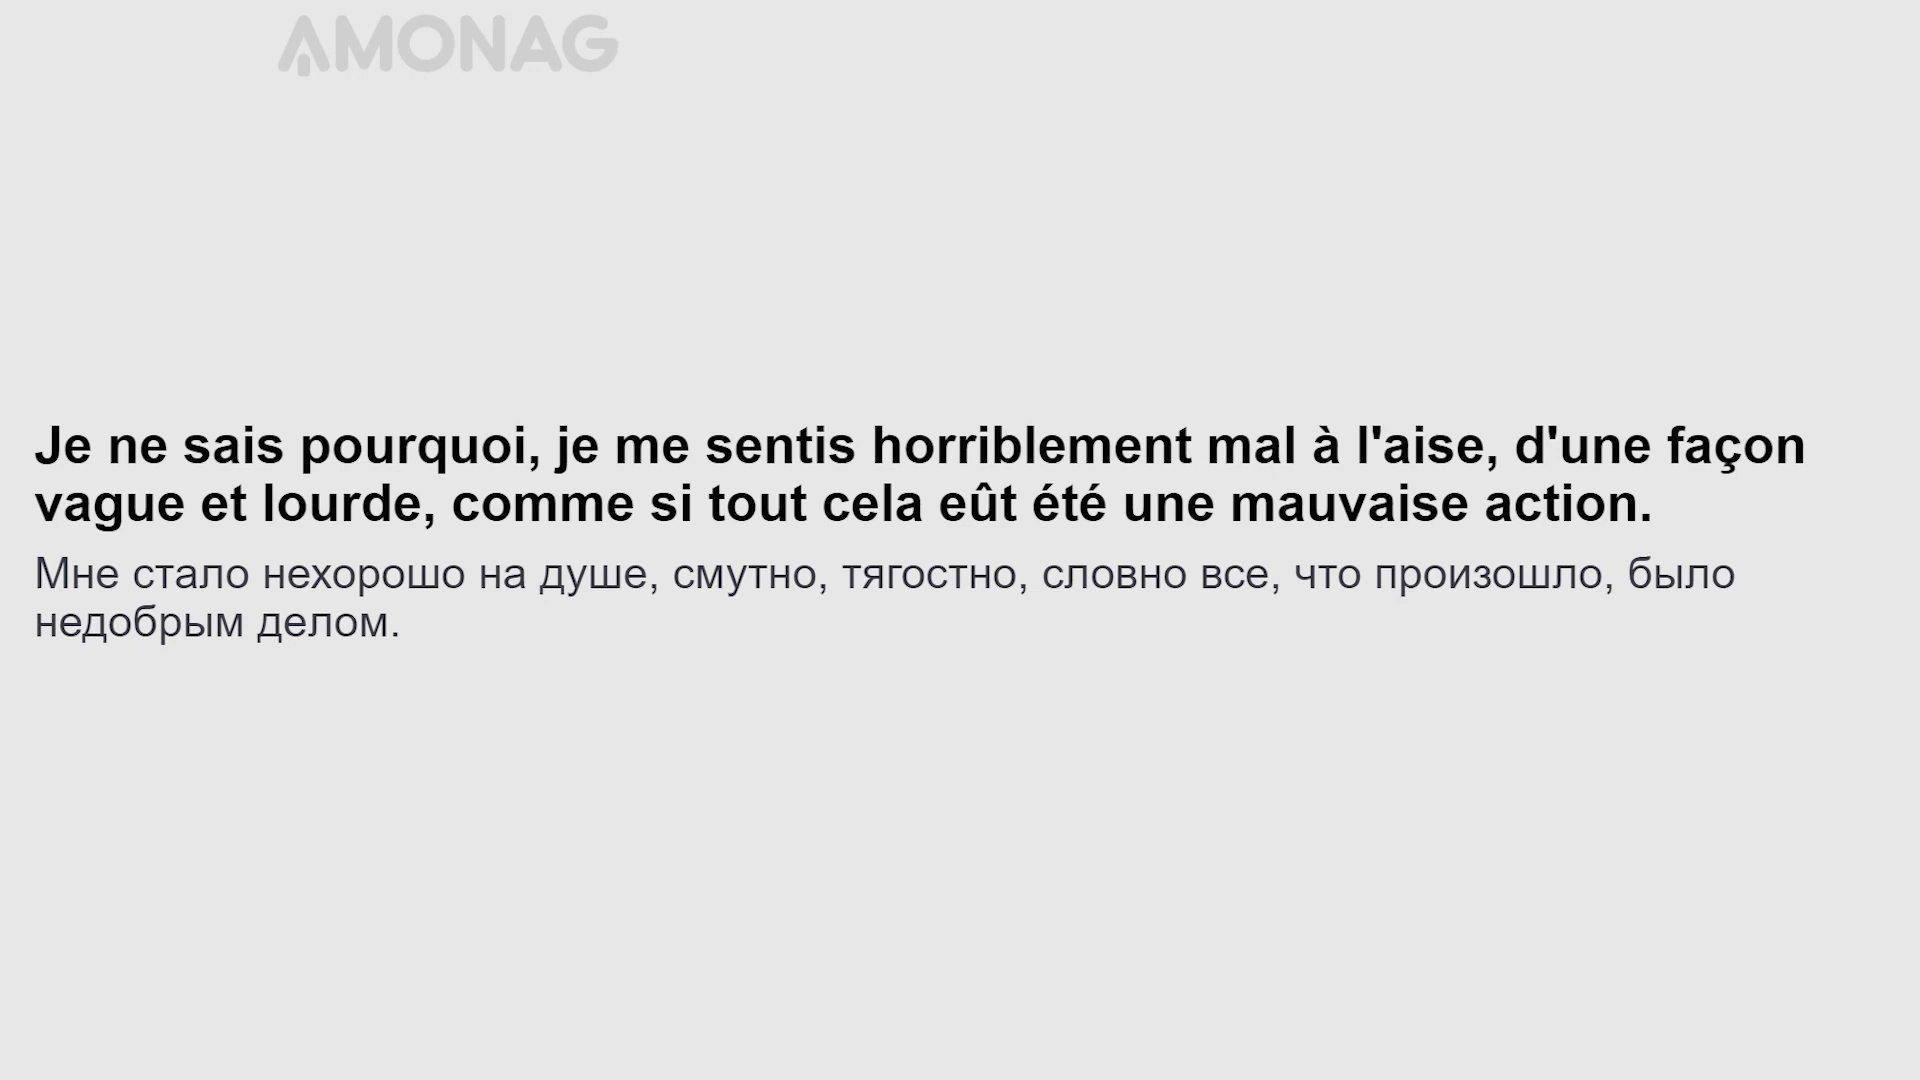 AMONAG
Je ne sais pourquoi, je me sentis horriblement mal à l'aise, d'une façon
vague et lourde, comme si tout cela eût été une mauvaise action.
Мне стало нехорошо на душе, смутно, тягостно, словно все, что произошло, было
недобрым делом.